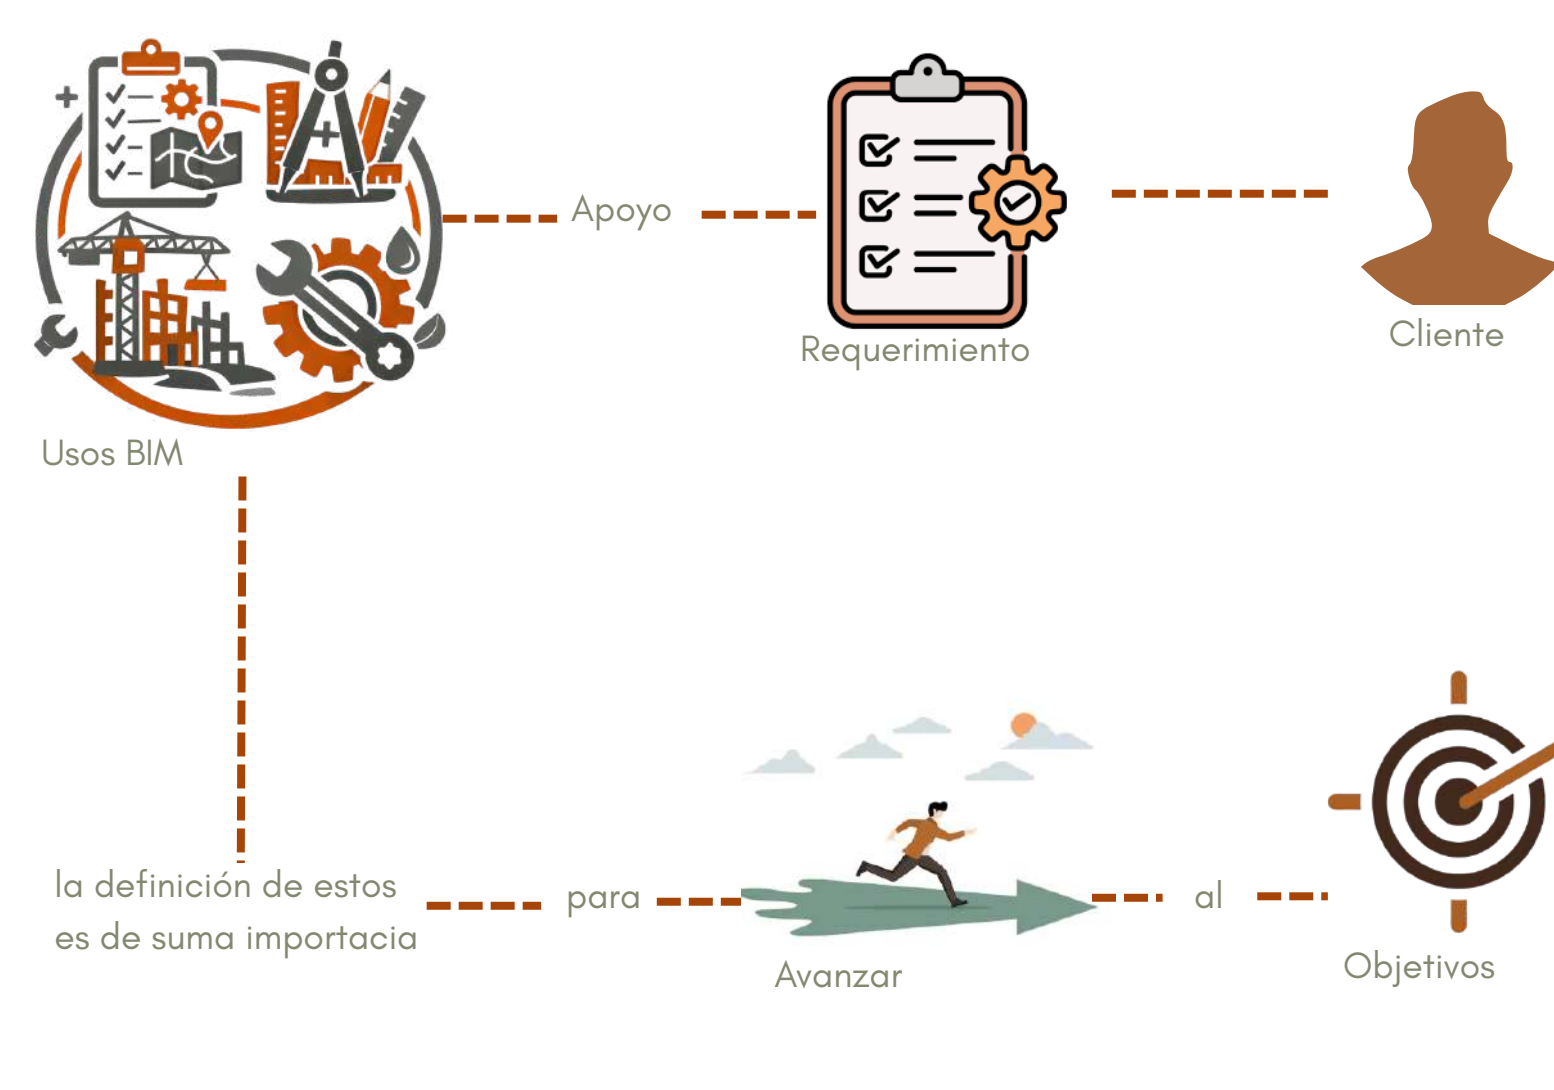 Apoyo
Requerimiento
Cliente
Usos BIM
la definición de estos
es de suma importacia
para
Avanzar
al
Objetivos